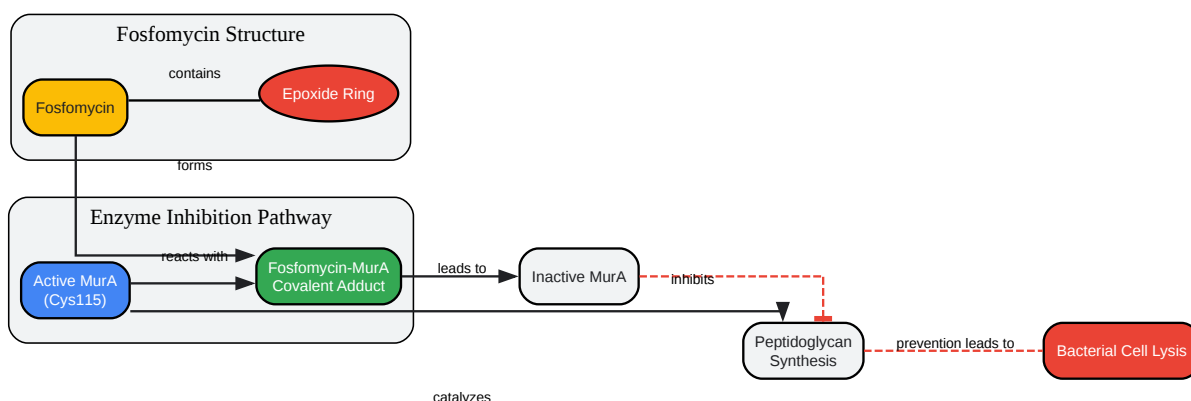 Fosfomycin Structure
contains
Fosfomycin
Epoxide Ring
forms
Enzyme Inhibition Pathway
reacts with
Active MurA
(Cys115)
Fosfomycin-MurA
Covalent Adduct
leads to
Inactive MurA
inhibits
Peptidoglycan
Synthesis
prevention leads to
Bacterial Cell Lysis
catalyzes